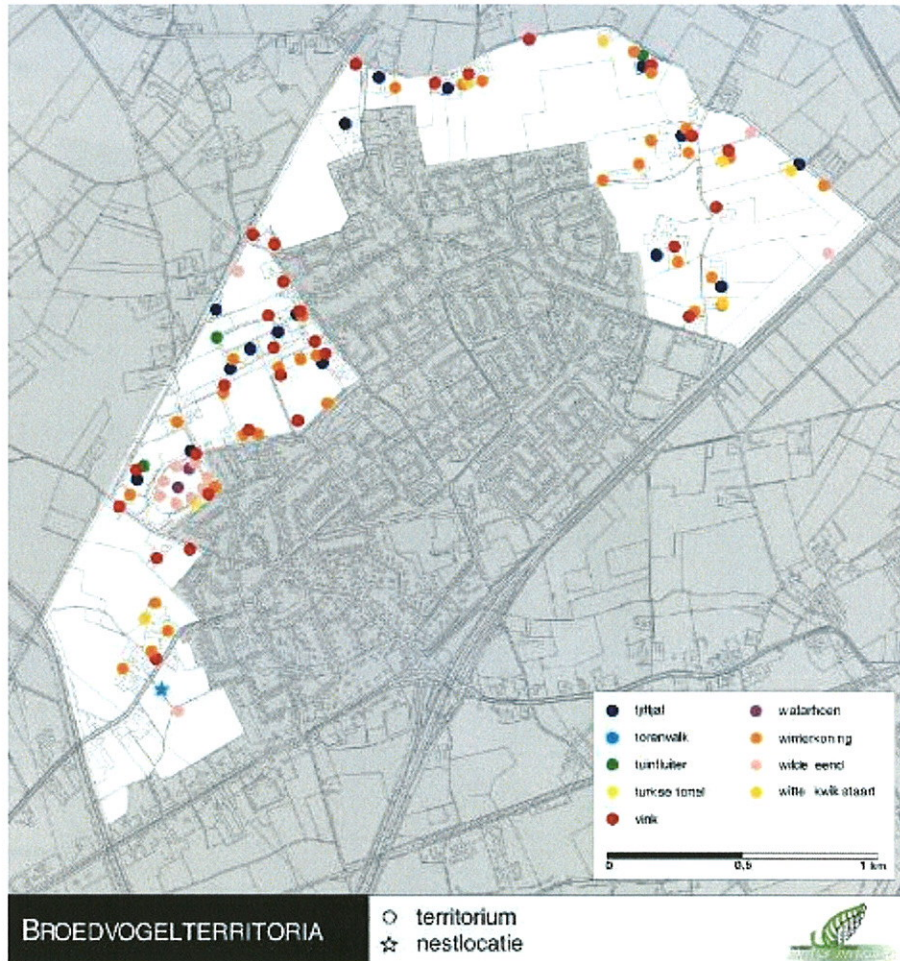 tjiftjaf
torenvalk
tuinfluiter
turkse tortel
vink
waterhoen
winterkoning
wilde eend
witte kwikstaart
0 0,5 1 km
BROEDVOGELTERRITORIA
territorium
nestlocatie